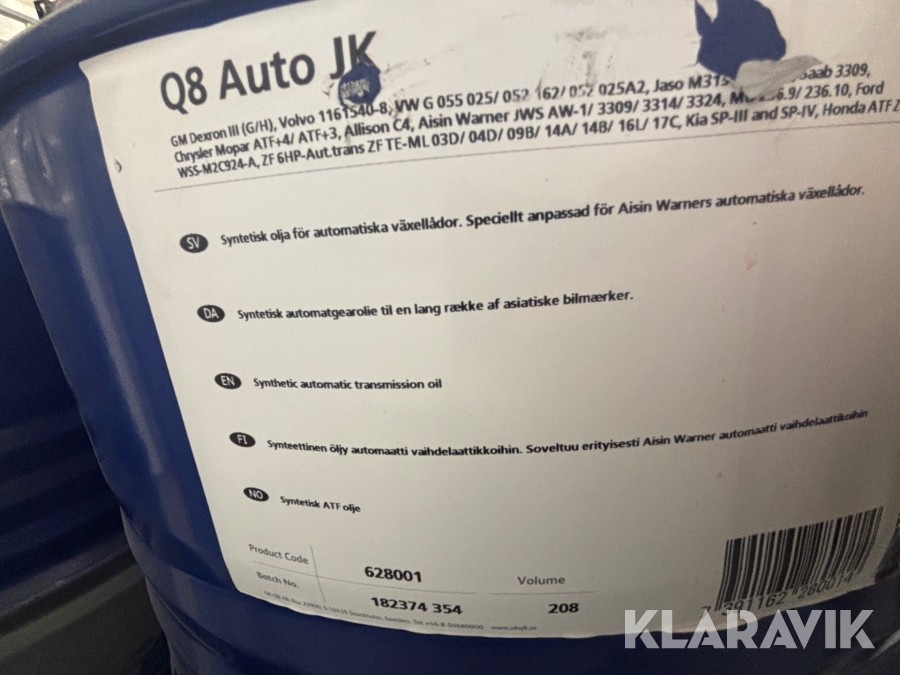 Q8 Auto JK
GM Dexron III (G/H), Volvo 1161540-8, VW G 055 025/ 052 162/ 052 025A2, Jaso M315 Saab 3309,
Chrysler Mopar ATF+4/ ATF+3, Allison C4, Aisin Warner JWS AW-1/ 3309/ 3314/ 3324, 236.10, Ford
WSS-M2C924-A, ZF 6HP-Aut.trans ZF TE-ML 03D/ 04D/ 09B/ 14A/ 14B/ 16L/ 17C, Kia SP-III and SP-IV, Honda ATF
SV Syntetisk olja för automatiska växellådor. Speciellt anpassad för Aisin Warners automatiska växellådor.
DA Syntetisk automatgearolie til en lang række af asiatiske bilmærker.
EN Synthetic automatic transmission oil
FI Synteettinen öljy automaatti vaihdelaattikkoihin. Soveltuu erityisesti Aisin Warner automaatti vaihdelaattikoihin
NO Syntetisk ATF olje
Product Code 628001 Volume
Batch No. 182374 354 208
Stockholm, Sweden.
7 391162 280014
KLARAVIK